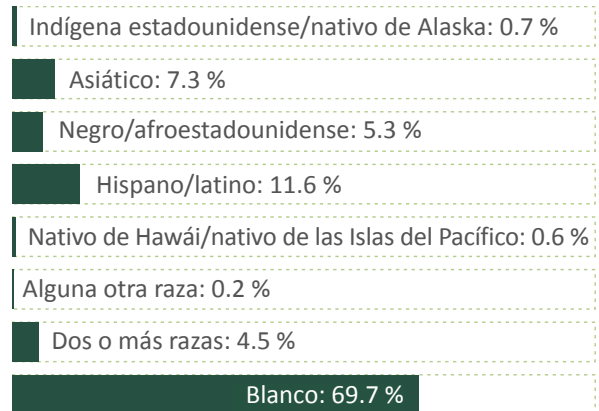 Indígena estadounidense/nativo de Alaska: 0.7 %
Asiático: 7.3 %
Negro/afroestadounidense: 5.3 %
Hispano/latino: 11.6 %
Nativo de Hawái/nativo de las Islas del Pacífico: 0.6 %
Alguna otra raza: 0.2 %
Dos o más razas: 4.5 %
Blanco: 69.7 %